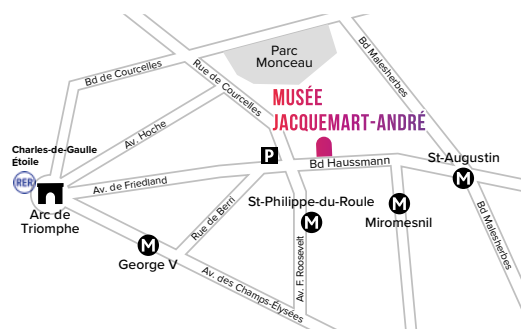 Parc
Monceau
Bd de Courcelles
Rue de Courcelles
Bd Malesherbes
MUSÉE
JACQUEMART-ANDRÉ
Av. Hoche
Charles-de-Gaulle
Étoile
RER
P
Bd Haussmann
St-Augustin
M
Av. de Friedland
Arc de
Triomphe
Rue de Berri
St-Philippe-du-Roule
M
M
Miromesnil
Bd Malesherbes
M
George V
Av. F. Roosevelt
Av. des Champs-Élysées